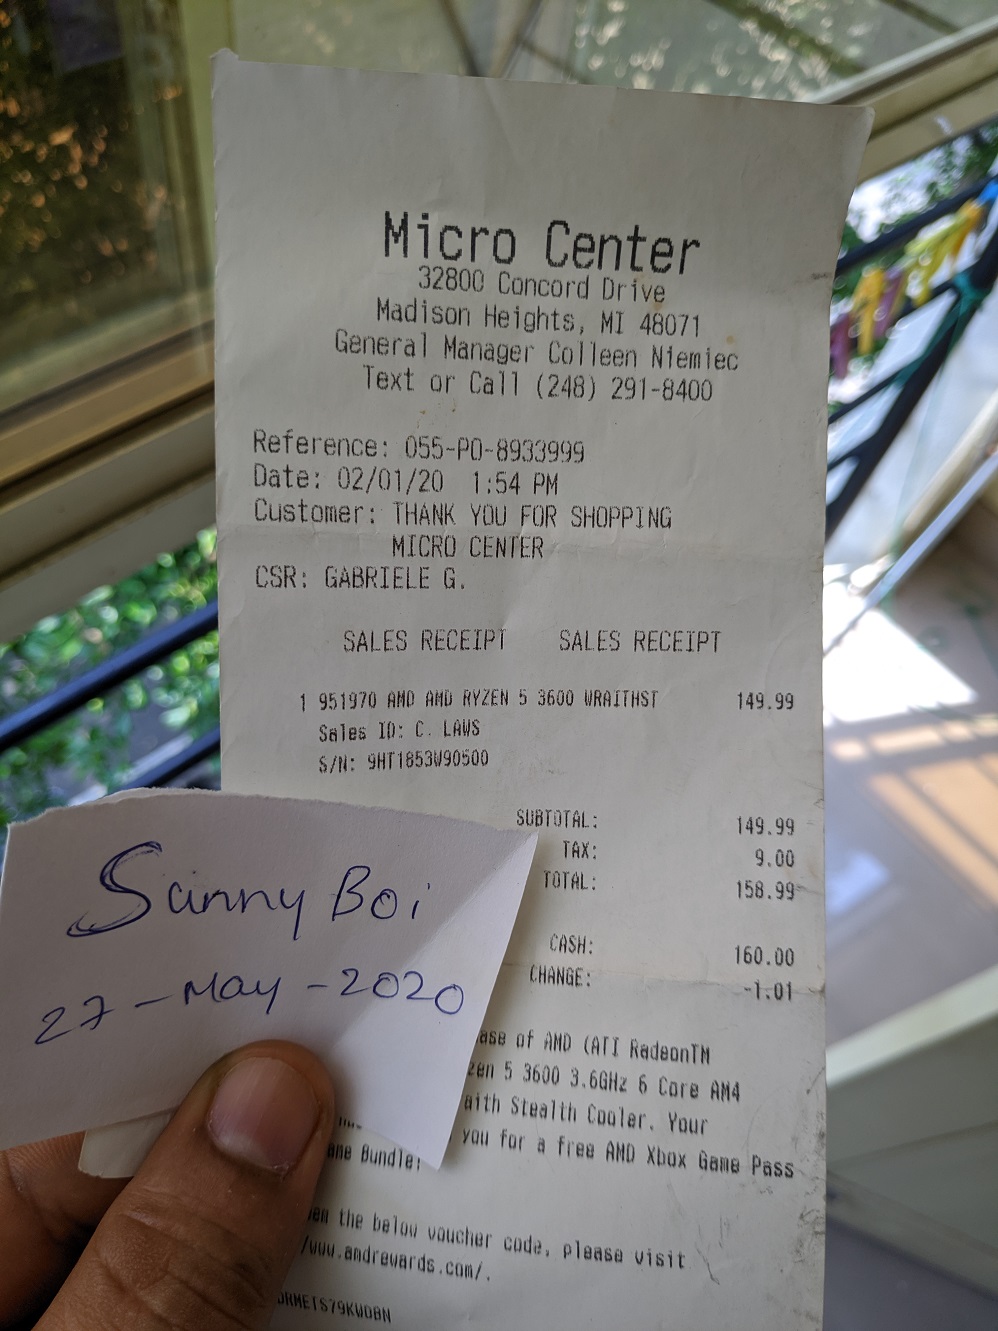 Micro Center
32800 Concord Drive
Madison Heights, MI 48071
General Manager Colleen Niemiec
Text or Call (248) 291-8400
Reference: 055-PO-8933999
Date: 02/01/20 1:54 PM
Customer: THANK YOU FOR SHOPPING
MICRO CENTER
CSR: GABRIELE G.
SALES RECEIPT SALES RECEIPT
1 951970 AMD AMD RYZEN 5 3600 WRAITHST 149.99
Sales ID: C. LAWS
S/N: 9HT1853W90500
SUBTOTAL: 149.99
TAX: 9.00
TOTAL: 158.99
CASH: 160.00
CHANGE: -1.01
Sunny Boi
27-May-2020
of AMD (ATI RadeonTM
5 3600 3.6GHz 6 Core AM4
Stealth Cooler. Your
you for a free AMD Xbox Game Pass
Bundle!
the below voucher code, please visit
www.amdrewards.com/.